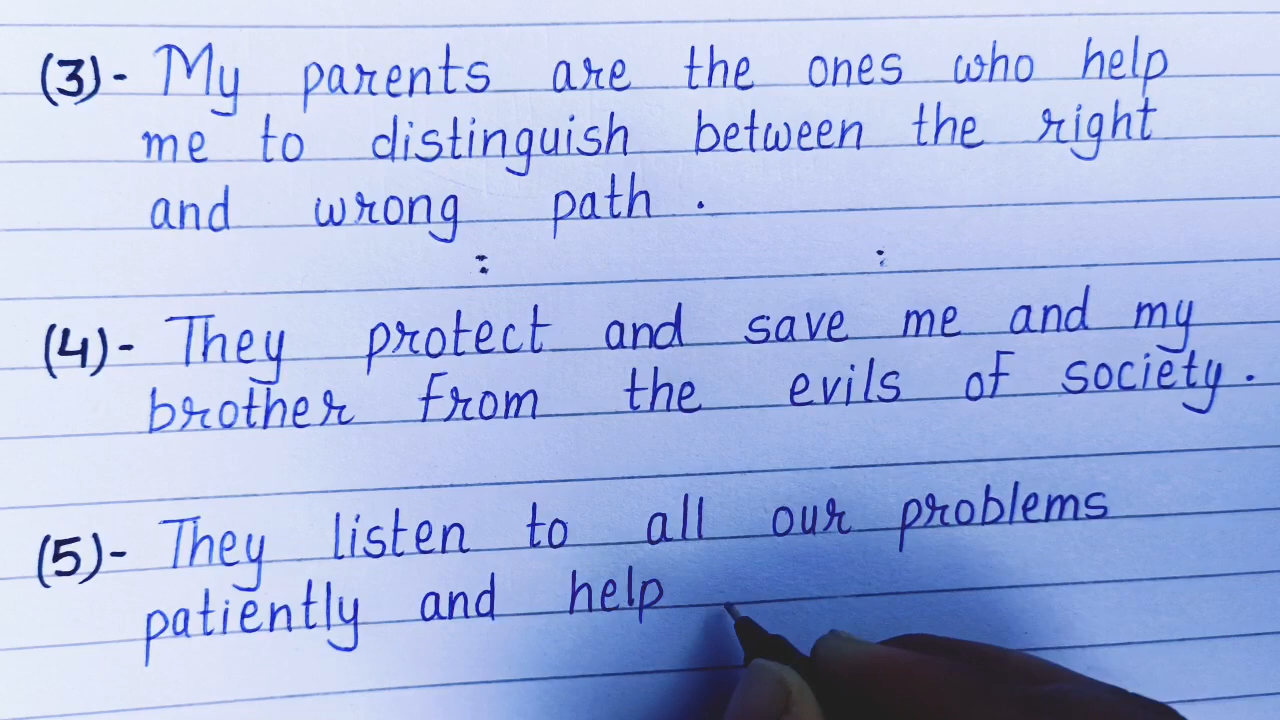 (3)- My parents are the ones who help
me to distinguish between the right
and wrong path .
(4)- They protect and save me and my
brother from the evils of society.
(5)- They listen to all our problems
patiently and help